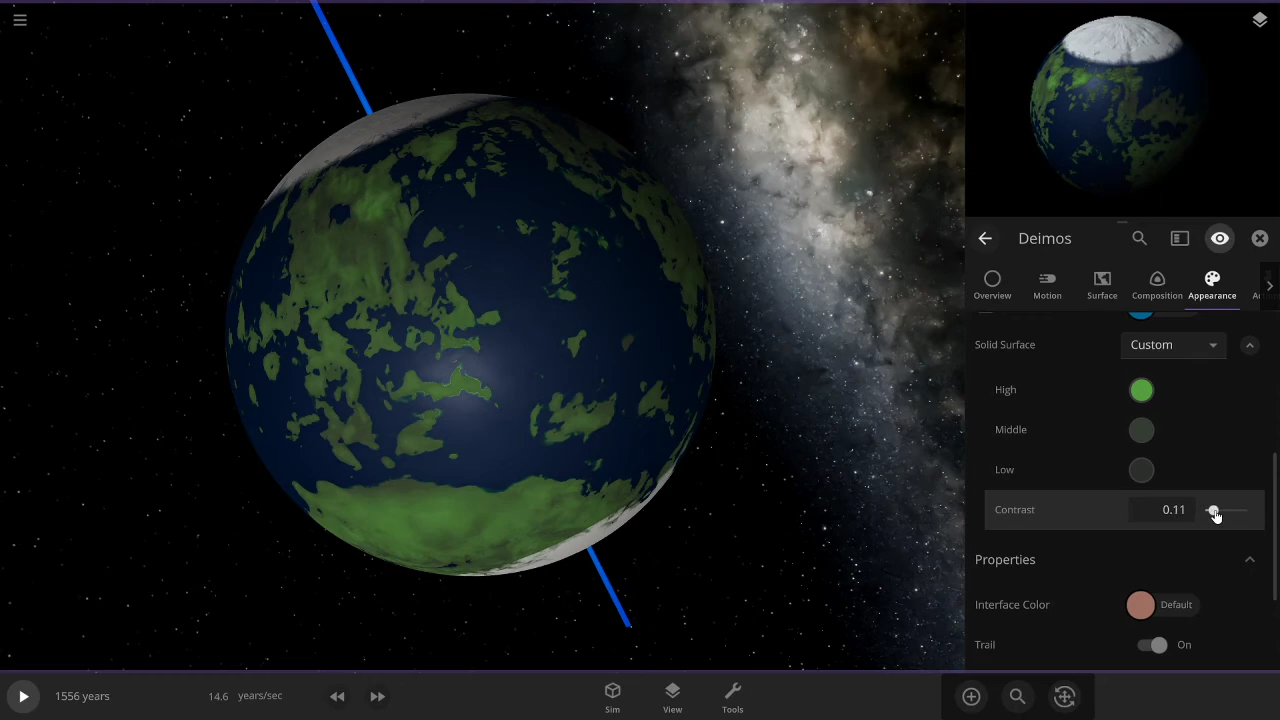 Deimos
Overview
Motion
Surface
Composition
Appearance
Solid Surface
Custom
High
Middle
Low
Contrast
0.11
Properties
Interface Color
Default
Trail
On
1556 years
14.6
years/sec
Sim
View
Tools